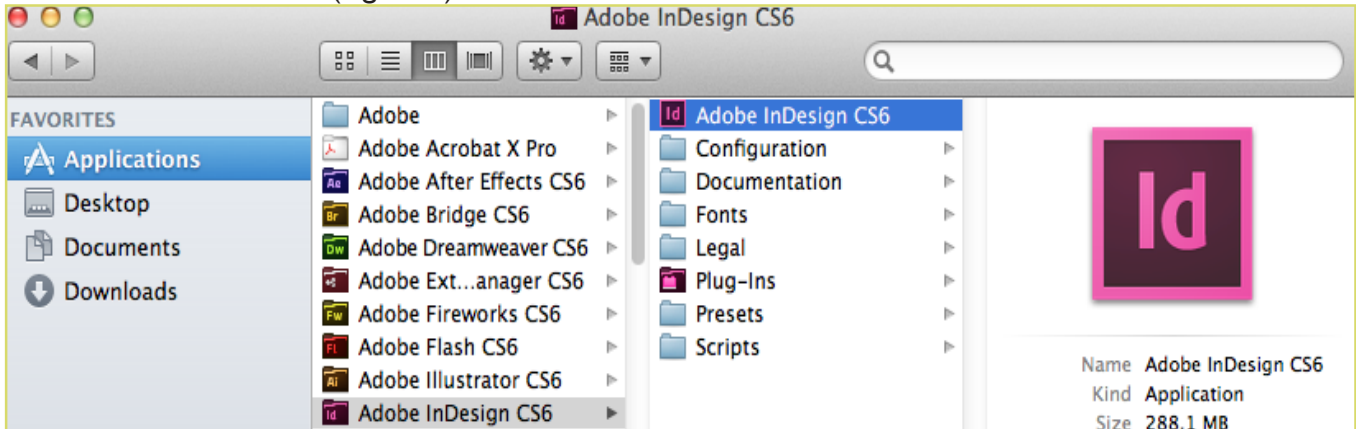 Adobe InDesign CS6
FAVORITES
Applications
Desktop
Documents
Downloads
Adobe
Adobe Acrobat X Pro
Adobe After Effects CS6
Adobe Bridge CS6
Adobe Dreamweaver CS6
Adobe Ext...anager CS6
Adobe Fireworks CS6
Adobe Flash CS6
Adobe Illustrator CS6
Adobe InDesign CS6
Adobe InDesign CS6
Configuration
Documentation
Fonts
Legal
Plug-Ins
Presets
Scripts
Id
Name Adobe InDesign CS6
Kind Application
Size 288.1 MB